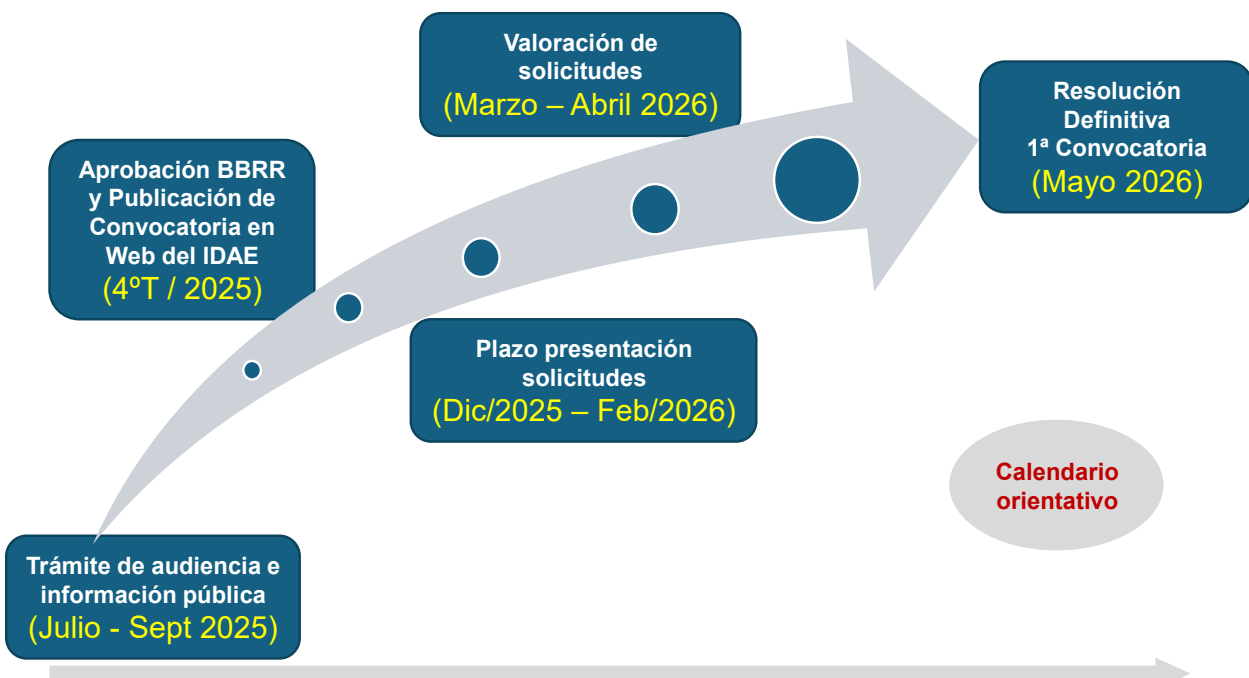 Valoración de
solicitudes
(Marzo – Abril 2026)
Resolución
Definitiva
1ª Convocatoria
(Mayo 2026)
Aprobación BBRR
y Publicación de
Convocatoria en
Web del IDAE
(4ºT / 2025)
Plazo presentación
solicitudes
(Dic/2025 – Feb/2026)
Calendario
orientativo
Trámite de audiencia e
información pública
(Julio - Sept 2025)